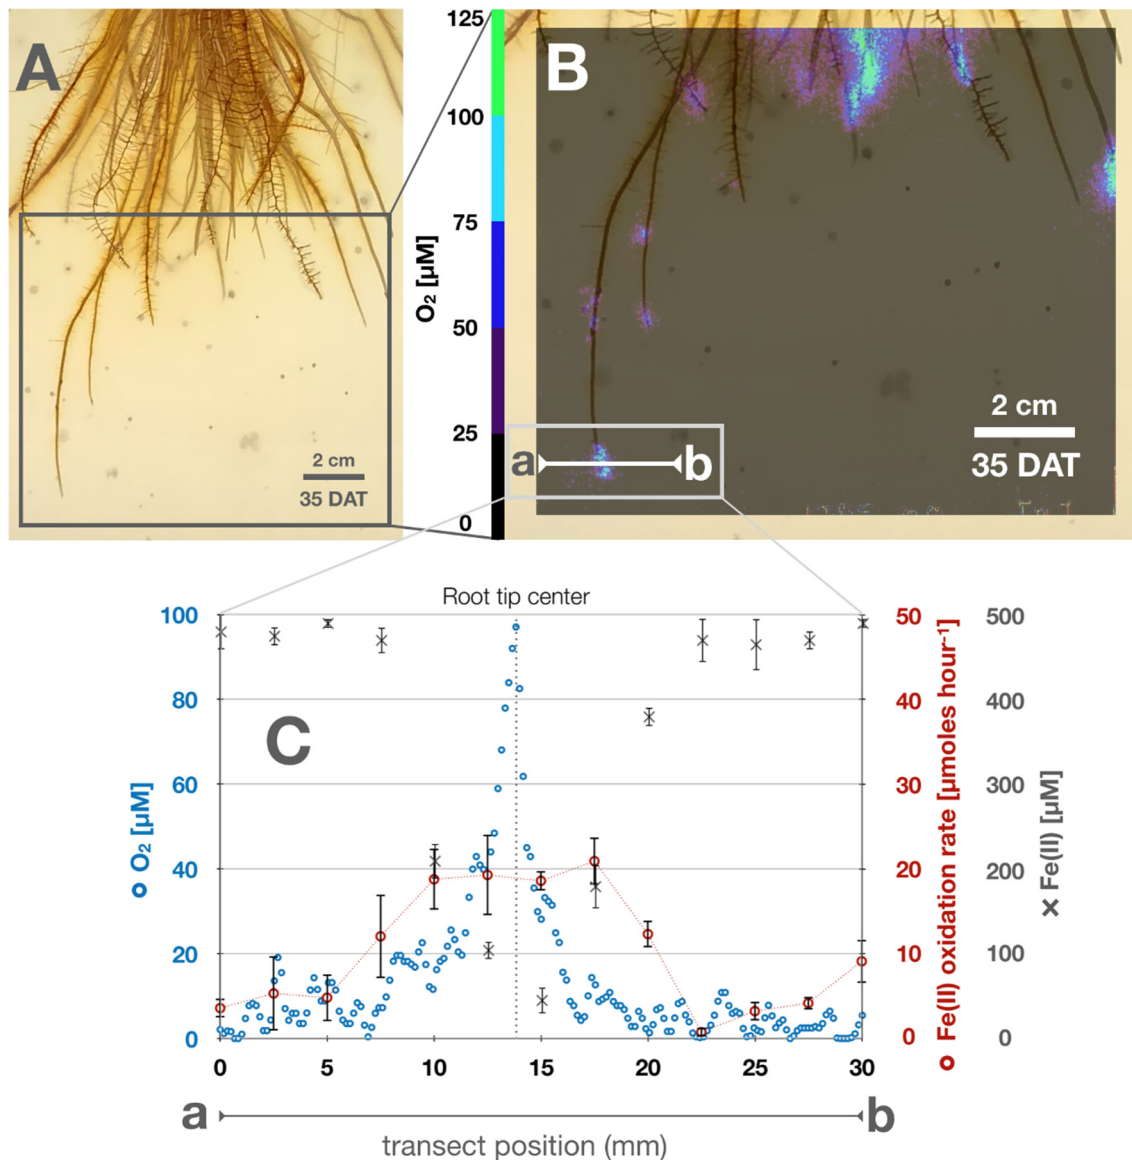 A
2 cm
35 DAT
O₂ [µM]
125
100
75
50
25
0
B
2 cm
35 DAT
a
b
Root tip center
C
O₂ [µM]
100
80
60
40
20
0
50
40
30
20
10
0
Fe(II) oxidation rate [µmoles hour⁻¹]
500
400
300
200
100
0
× Fe(II) [µM]
0
5
10
15
20
25
30
a
b
transect position (mm)